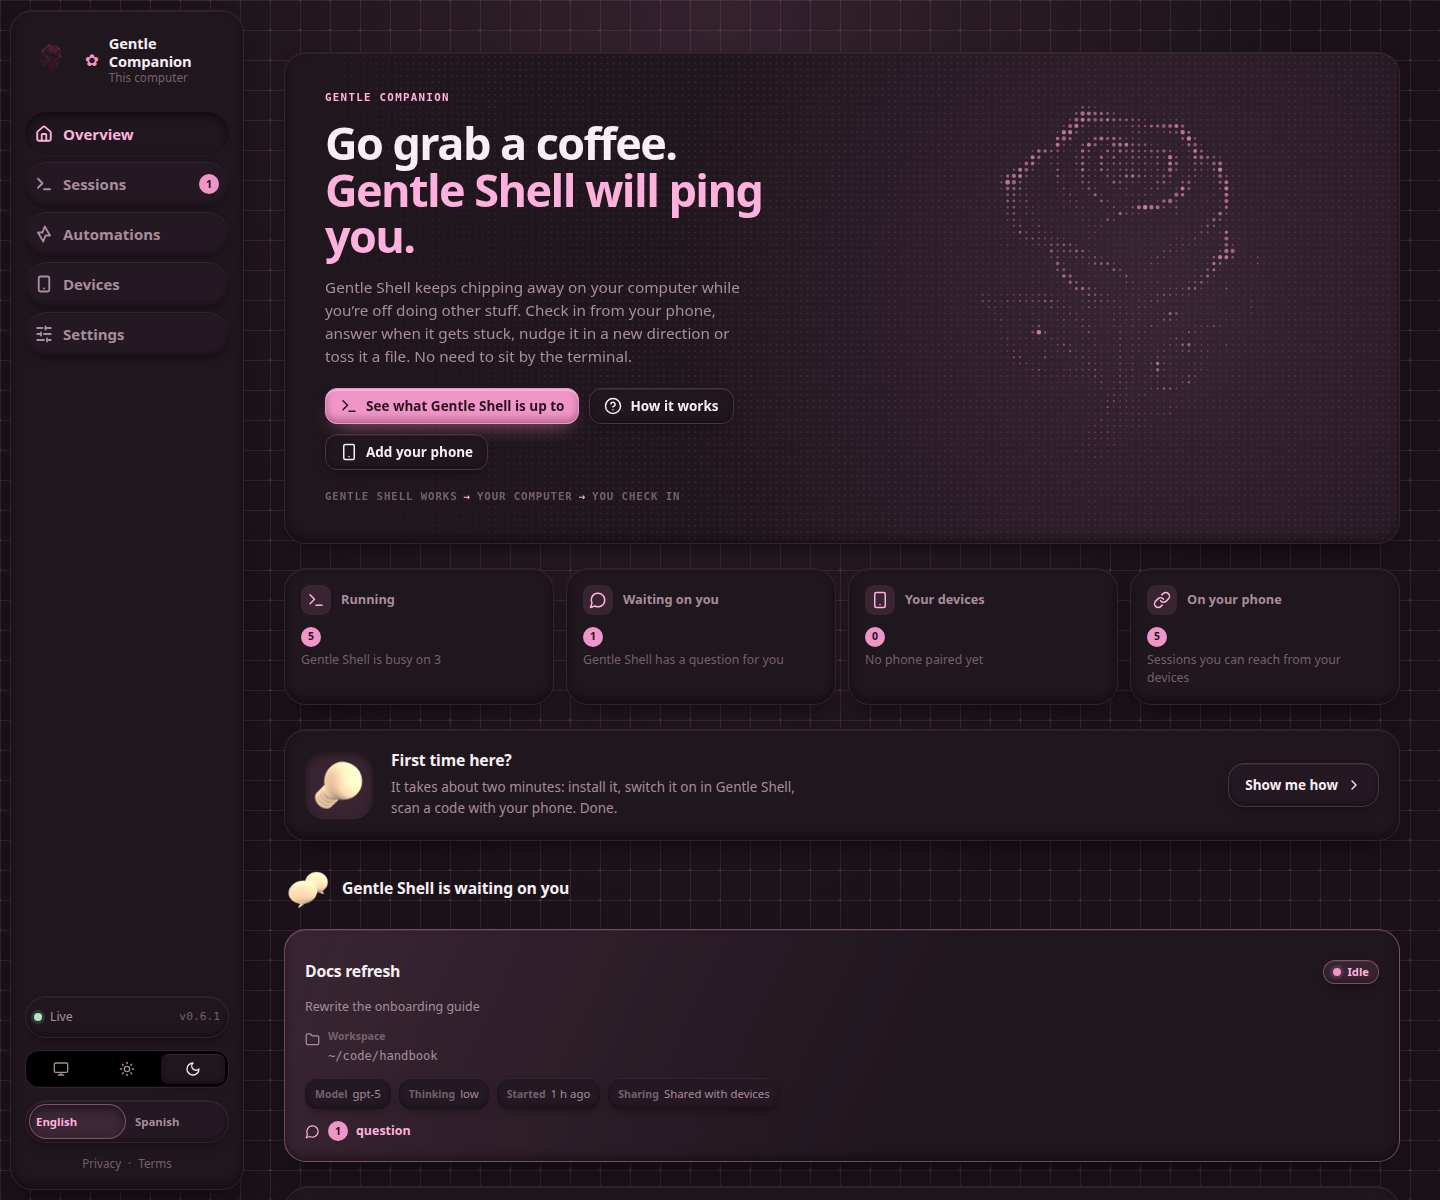 Gentle
Companion
This computer
Overview
Sessions 1
Automations
Devices
Settings
Live v0.6.1
English Spanish
Privacy · Terms
GENTLE COMPANION
Go grab a coffee.
Gentle Shell will ping
you.
Gentle Shell keeps chipping away on your computer while
you're off doing other stuff. Check in from your phone,
answer when it gets stuck, nudge it in a new direction or
toss it a file. No need to sit by the terminal.
See what Gentle Shell is up to
How it works
Add your phone
GENTLE SHELL WORKS → YOUR COMPUTER → YOU CHECK IN
Running
5
Gentle Shell is busy on 3
Waiting on you
1
Gentle Shell has a question for you
Your devices
0
No phone paired yet
On your phone
5
Sessions you can reach from your
devices
First time here?
It takes about two minutes: install it, switch it on in Gentle Shell,
scan a code with your phone. Done.
Show me how
Gentle Shell is waiting on you
Docs refresh
Idle
Rewrite the onboarding guide
Workspace
~/code/handbook
Model gpt-5
Thinking low
Started 1 h ago
Sharing Shared with devices
1 question